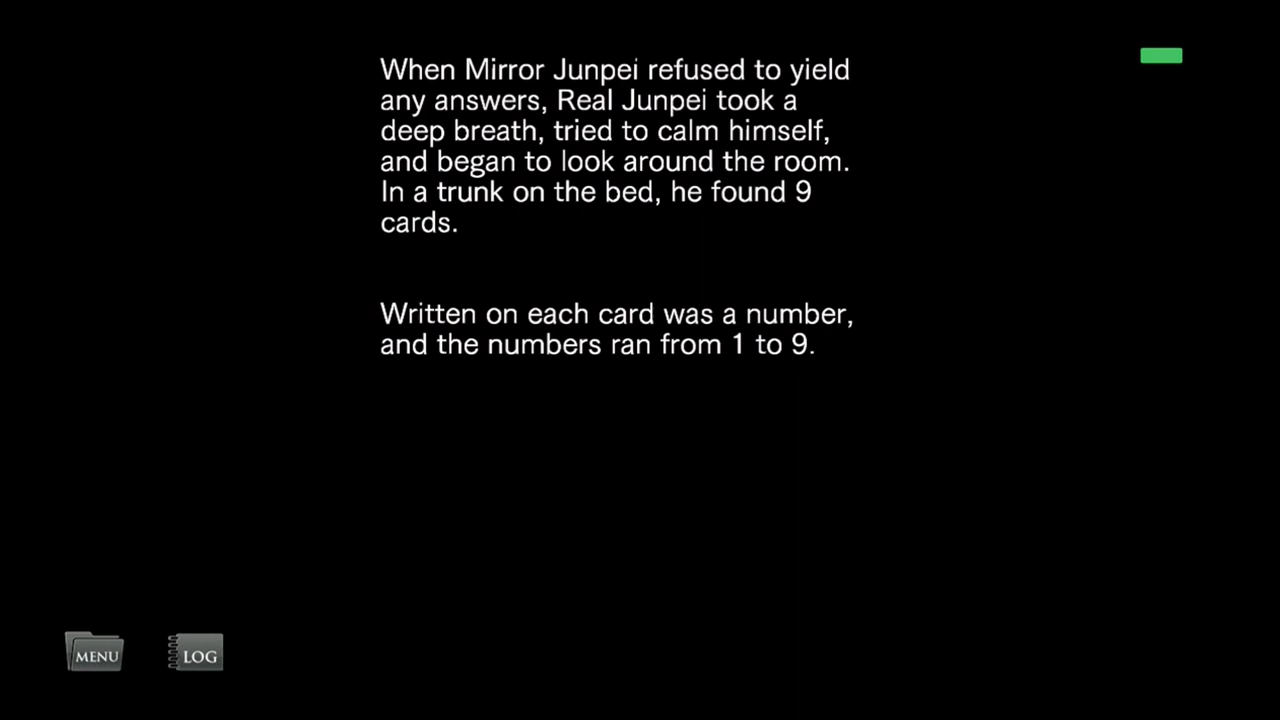 When Mirror Junpei refused to yield
any answers, Real Junpei took a
deep breath, tried to calm himself,
and began to look around the room.
In a trunk on the bed, he found 9
cards.
Written on each card was a number,
and the numbers ran from 1 to 9.
MENU
LOG